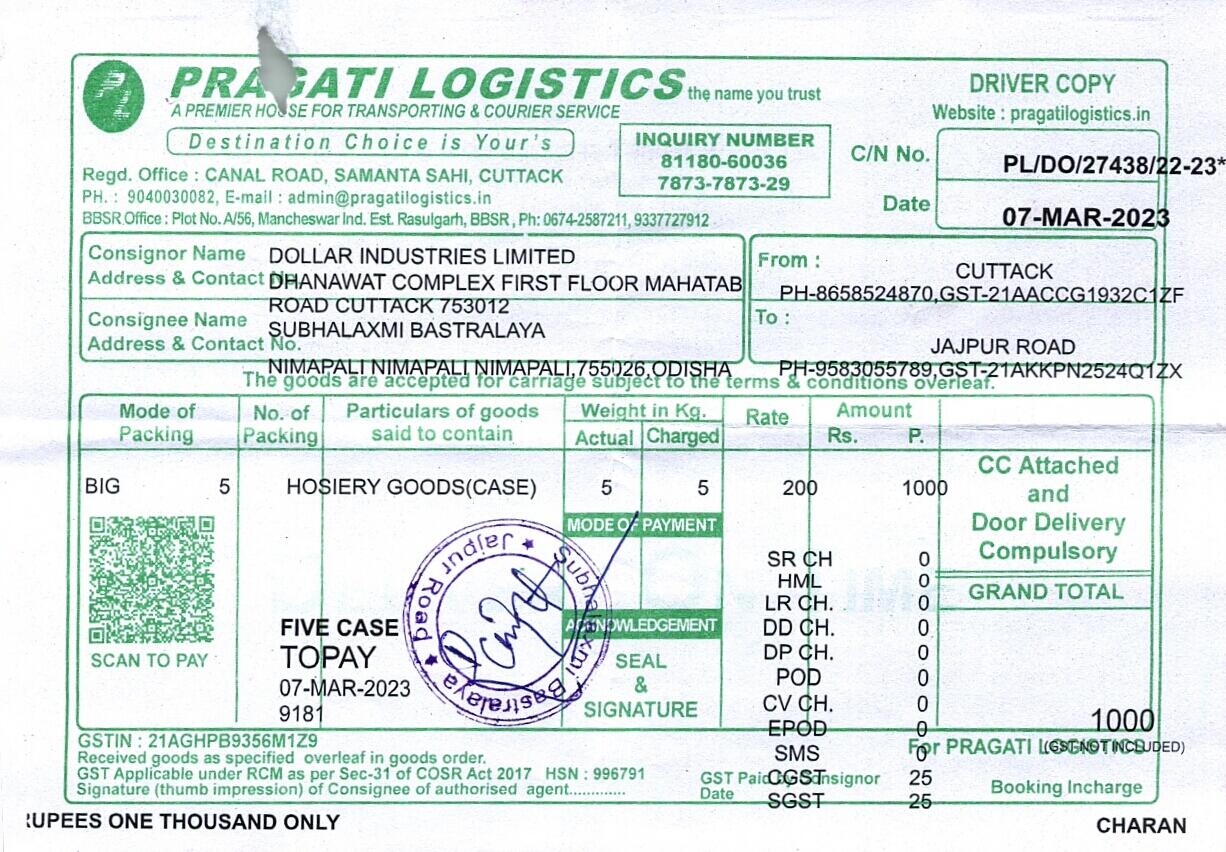 PRAGATI LOGISTICS the name you trust
A PREMIER HOUSE FOR TRANSPORTING & COURIER SERVICE
Destination Choice is Your's
DRIVER COPY
Website : pragatilogistics.in
INQUIRY NUMBER
81180-60036
7873-7873-29
C/N No. PL/DO/27438/22-23*
Date 07-MAR-2023
Regd. Office : CANAL ROAD, SAMANTA SAHI, CUTTACK
PH. : 9040030082, E-mail : admin@pragatilogistics.in
BBSR Office : Plot No. A/56, Mancheswar Ind. Est. Rasulgarh, BBSR , Ph: 0674-2587211, 9337727912
Consignor Name DOLLAR INDUSTRIES LIMITED
Address & Contact No. DHANAWAT COMPLEX FIRST FLOOR MAHATAB
ROAD CUTTACK 753012
Consignee Name SUBHALAXMI BASTRALAYA
Address & Contact No.
NIMAPALI NIMAPALI NIMAPALI,755026,ODISHA
From : CUTTACK
PH-8658524870,GST-21AACCG1932C1ZF
To : JAJPUR ROAD
PH-9583055789,GST-21AKKPN2524Q1ZX
The goods are accepted for carriage subject to the terms & conditions overleaf.
Mode of Packing No. of Packing Particulars of goods said to contain Weight in Kg. Actual Charged Rate Amount Rs. P.
BIG 5 HOSIERY GOODS(CASE) 5 5 200 1000
CC Attached
and
Door Delivery
Compulsory
GRAND TOTAL
MODE OF PAYMENT
SR CH 0
HML 0
LR CH. 0
DD CH. 0
DP CH. 0
POD 0
CV CH. 0
EPOD 0
SMS 0
CGST 25
SGST 25
ACKNOWLEDGEMENT
SEAL
&
SIGNATURE
SCAN TO PAY
FIVE CASE
TOPAY
07-MAR-2023
9181
Subhalaxmi Bastralaya ★ Jajpur Road ★
1000
(GST NOT INCLUDED)
For PRAGATI LOGISTICS
GSTIN : 21AGHPB9356M1Z9
Received goods as specified overleaf in goods order.
GST Applicable under RCM as per Sec-31 of COSR Act 2017 HSN : 996791
Signature (thumb impression) of Consignee of authorised agent.............
GST Paid by Consignor
Date
Booking Incharge
RUPEES ONE THOUSAND ONLY
CHARAN